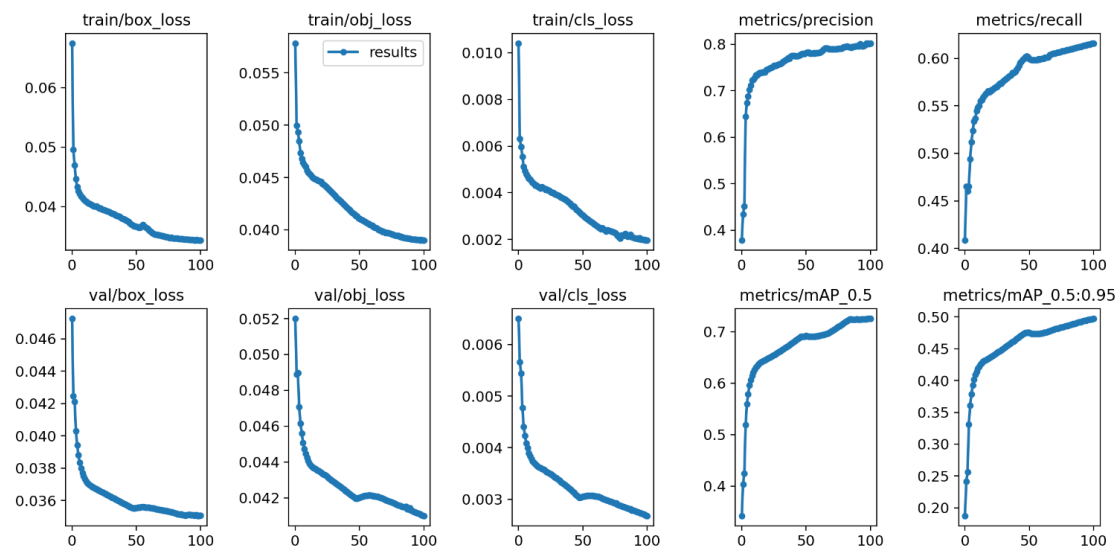 train/box_loss
train/obj_loss
train/cls_loss
metrics/precision
metrics/recall
0.06
0.05
0.04
0 50 100
0.055
0.050
0.045
0.040
results
0 50 100
0.010
0.008
0.006
0.004
0.002
0 50 100
0.8
0.7
0.6
0.5
0.4
0 50 100
0.60
0.55
0.50
0.45
0.40
0 50 100
val/box_loss
val/obj_loss
val/cls_loss
metrics/mAP_0.5
metrics/mAP_0.5:0.95
0.046
0.044
0.042
0.040
0.038
0.036
0 50 100
0.052
0.050
0.048
0.046
0.044
0.042
0 50 100
0.006
0.005
0.004
0.003
0 50 100
0.7
0.6
0.5
0.4
0 50 100
0.50
0.45
0.40
0.35
0.30
0.25
0.20
0 50 100